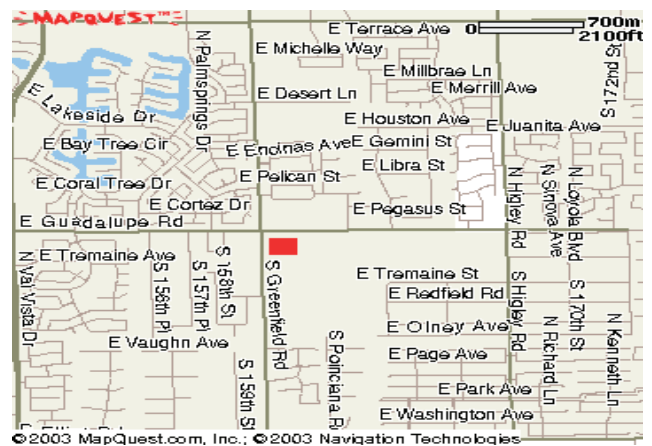 MAPQUEST™
0 700m
2100ft
E Terrace Ave
E Michelle Way
N Palmsprings Dr
E Millbrae Ln
E Desert Ln
E Merrill Ave
S 172nd St
E Lakeside Dr
E Houston Ave
E Juanita Ave
E Bay Tree Cir
E Encinas Ave
E Gemini St
E Libra St
E Coral Tree Dr
E Pelican St
N Higley Rd
N Sinova Ave
N Loyola Blvd
E Cortez Dr
E Pegasus St
E Guadalupe Rd
N Val Vista Dr
E Tremaine Ave
S 156th Pl
S 157th Pl
S 158th St
S Greenfield Rd
E Tremaine St
E Redfield Rd
S Higley Rd
S 170th St
E Olney Ave
N Richard Ln
N Kenneth Ln
E Vaughn Ave
S 159th St
E Page Ave
E Park Ave
E Washington Ave
©2003 MapQuest.com, Inc.; ©2003 Navigation Technologies